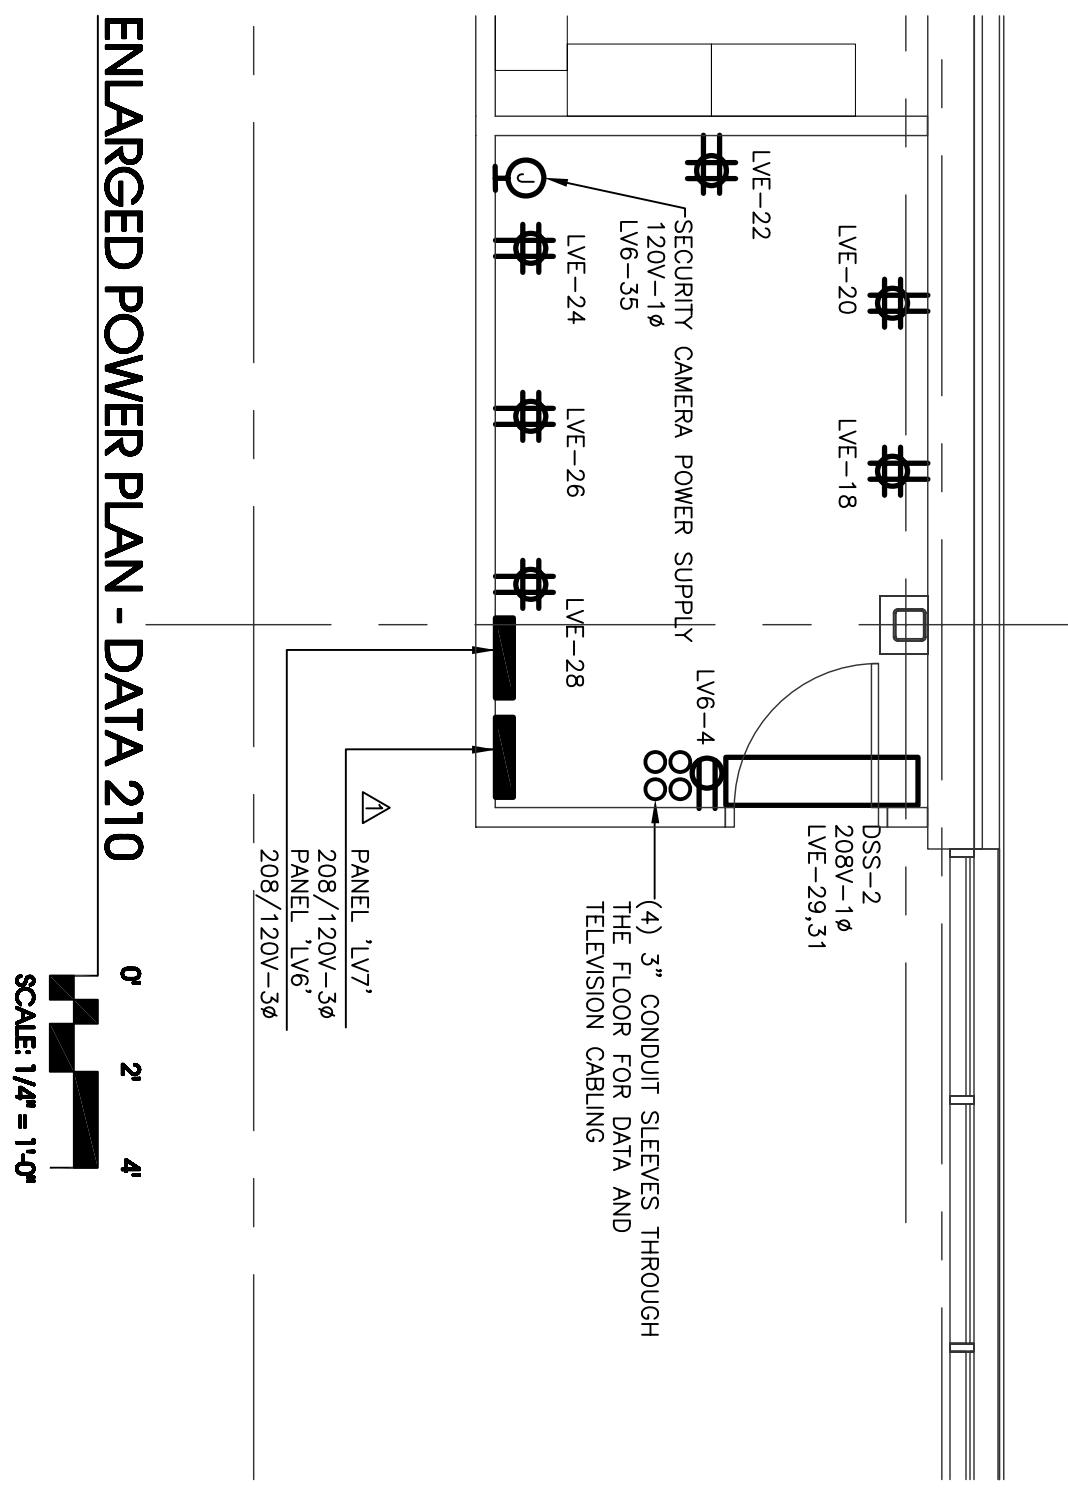 LVE-20
LVE-18
LVE-22
SECURITY CAMERA POWER SUPPLY
120V-1ø
LV6-35
LVE-24
LVE-26
LVE-28
LV6-4
J
DSS-2
208V-1ø
LVE-29,31
(4) 3" CONDUIT SLEEVES THROUGH
THE FLOOR FOR DATA AND
TELEVISION CABLING
1
PANEL 'LV7'
208/120V-3ø
PANEL 'LV6'
208/120V-3ø
ENLARGED POWER PLAN - DATA 210
0' 2' 4'
SCALE: 1/4" = 1'-0"